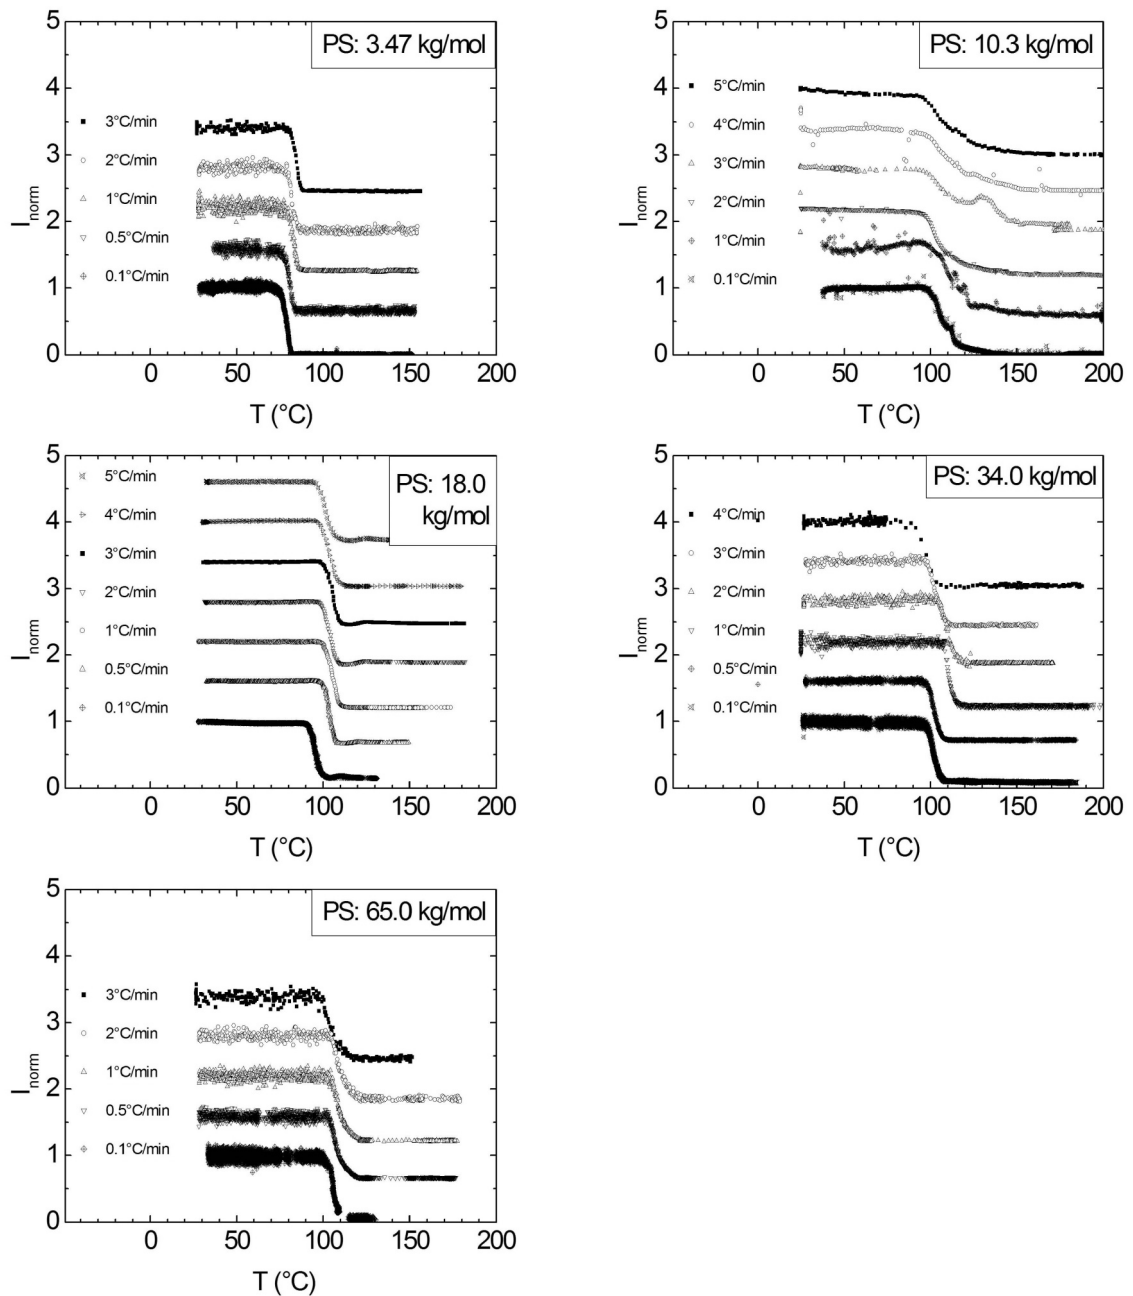 PS: 3.47 kg/mol
5
4
3
2
1
0
I_norm
3°C/min
2°C/min
1°C/min
0.5°C/min
0.1°C/min
0 50 100 150 200
T (°C)
PS: 10.3 kg/mol
5
4
3
2
1
0
I_norm
5°C/min
4°C/min
3°C/min
2°C/min
1°C/min
0.1°C/min
0 50 100 150 200
T (°C)
PS: 18.0
kg/mol
5
4
3
2
1
0
I_norm
5°C/min
4°C/min
3°C/min
2°C/min
1°C/min
0.5°C/min
0.1°C/min
0 50 100 150 200
T (°C)
PS: 34.0 kg/mol
5
4
3
2
1
0
I_norm
4°C/min
3°C/min
2°C/min
1°C/min
0.5°C/min
0.1°C/min
0 50 100 150 200
T (°C)
PS: 65.0 kg/mol
5
4
3
2
1
0
I_norm
3°C/min
2°C/min
1°C/min
0.5°C/min
0.1°C/min
0 50 100 150 200
T (°C)